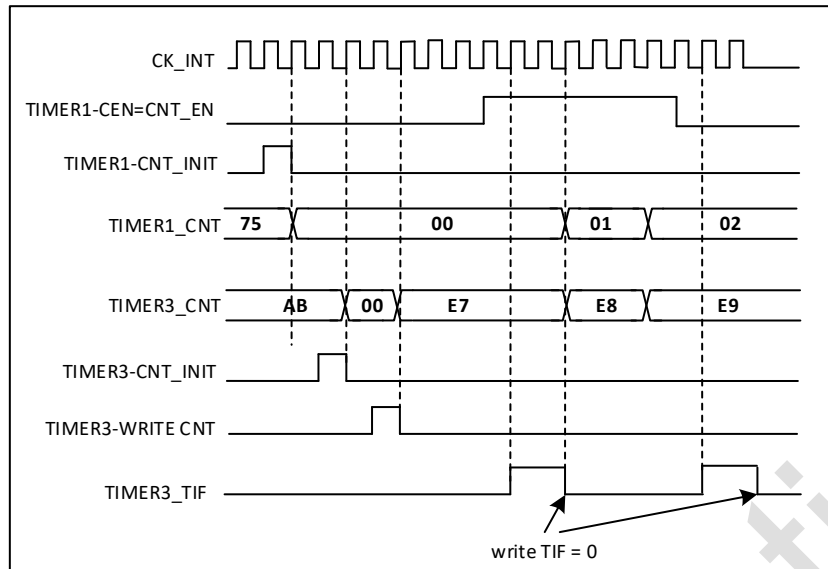 CK_INT
TIMER1-CEN=CNT_EN
TIMER1-CNT_INIT
TIMER1_CNT 75 00 01 02
TIMER3_CNT AB 00 E7 E8 E9
TIMER3-CNT_INIT
TIMER3-WRITE CNT
TIMER3_TIF
write TIF = 0